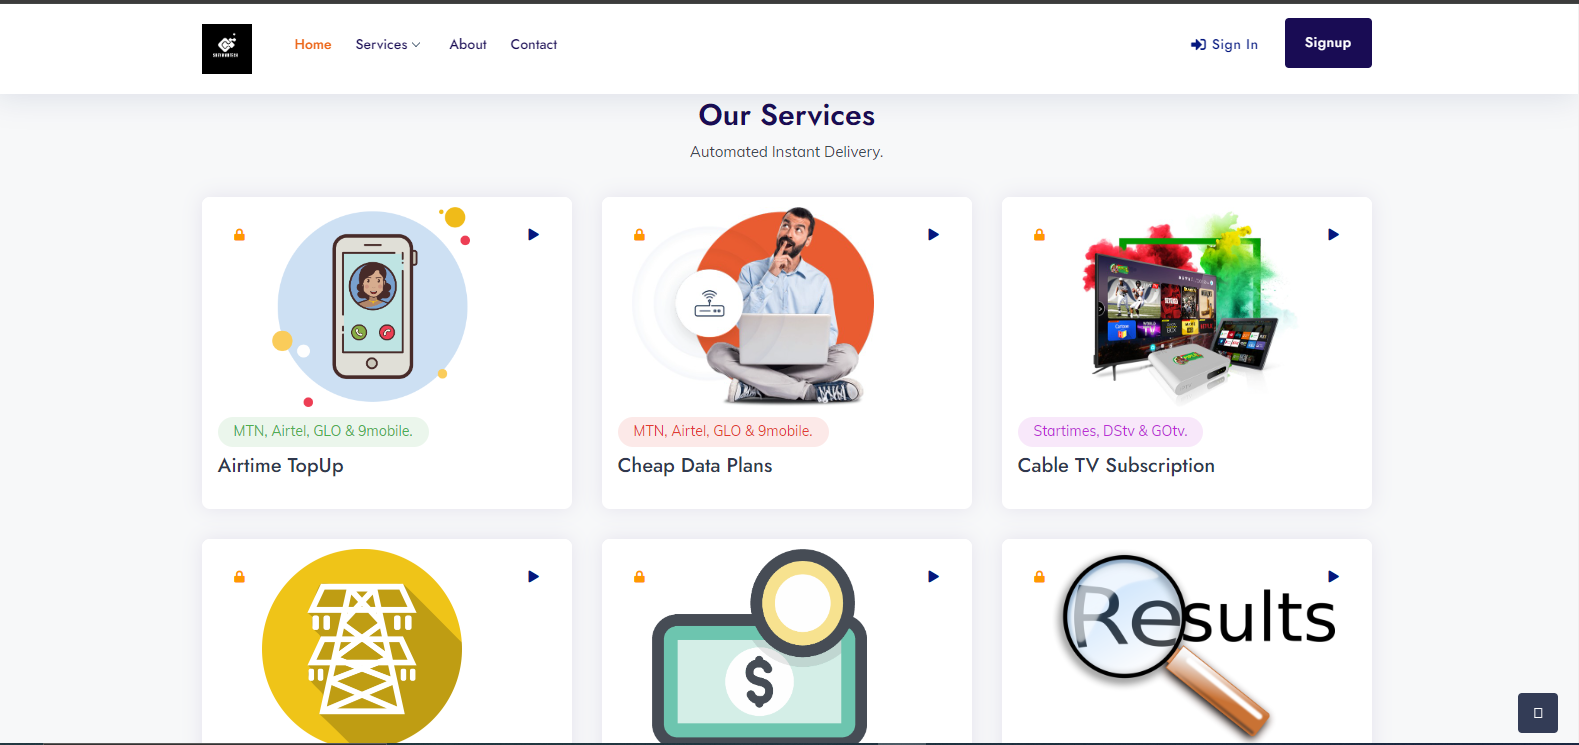 Home Services About Contact Sign In Signup
Our Services
Automated Instant Delivery.
MTN, Airtel, GLO & 9mobile.
Airtime TopUp
MTN, Airtel, GLO & 9mobile.
Cheap Data Plans
Startimes, DStv & GOtv.
Cable TV Subscription
$
Results